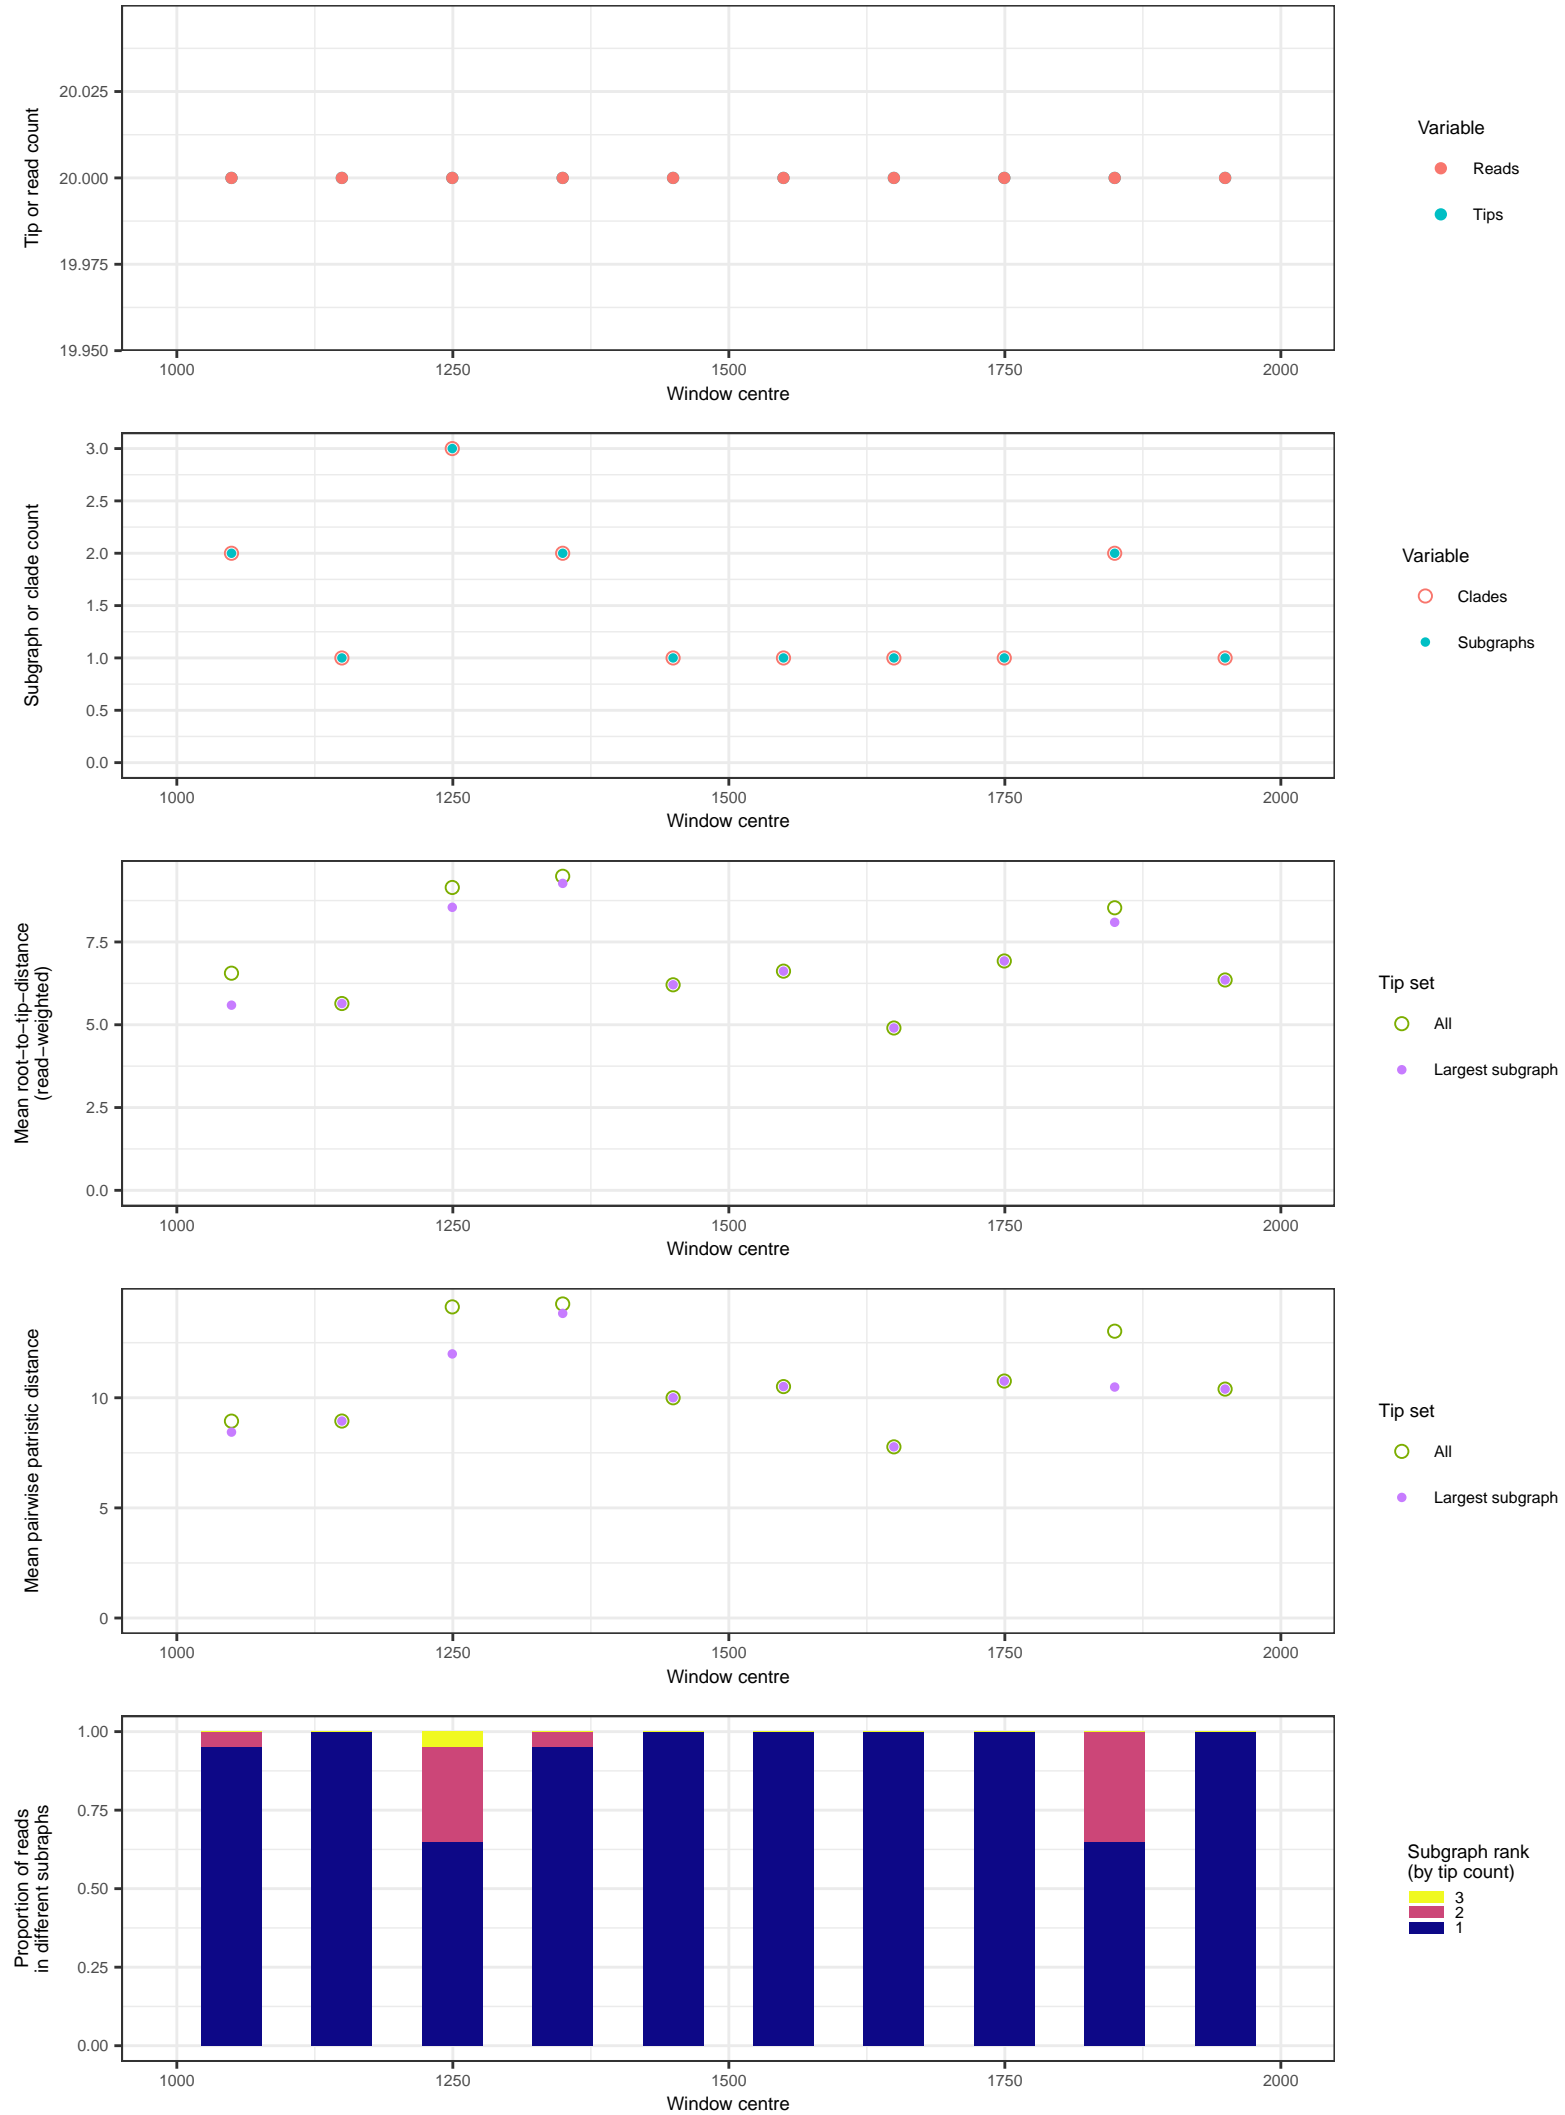 Tip or read count
20.025
20.000
19.975
19.950
1000
1250
1500
1750
2000
Window centre
Variable
Reads
Tips
Subgraph or clade count
3.0
2.5
2.0
1.5
1.0
0.5
0.0
1000
1250
1500
1750
2000
Window centre
Variable
Clades
Subgraphs
Mean root−to−tip−distance
(read−weighted)
7.5
5.0
2.5
0.0
1000
1250
1500
1750
2000
Window centre
Tip set
All
Largest subgraph
Mean pairwise patristic distance
10
5
0
1000
1250
1500
1750
2000
Window centre
Tip set
All
Largest subgraph
Proportion of reads
in different subraphs
1.00
0.75
0.50
0.25
0.00
1000
1250
1500
1750
2000
Window centre
Subgraph rank
(by tip count)
3
2
1